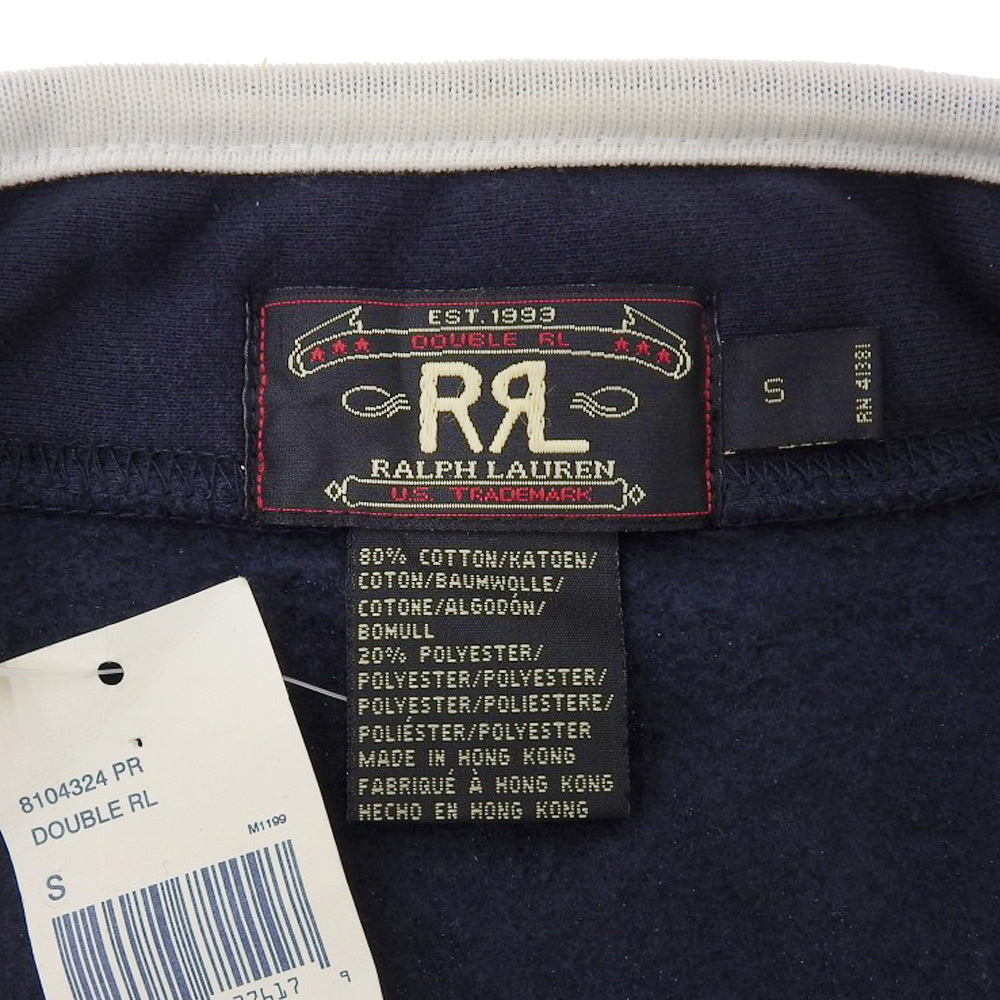 EST.1993
DOUBLE RL
RRL
RALPH LAUREN
U.S. TRADEMARK
S
RN 41381
80% COTTON/KATOEN/
COTON/BAUMWOLLE/
COTONE/ALGODÓN/
BOMULL
20% POLYESTER/
POLYESTER/POLYESTER/
POLYESTER/POLIESTERE/
POLIÉSTER/POLYESTER
MADE IN HONG KONG
FABRIQUÉ À HONG KONG
HECHO EN HONG KONG
8104324 PR
DOUBLE RL
M1199
S
9